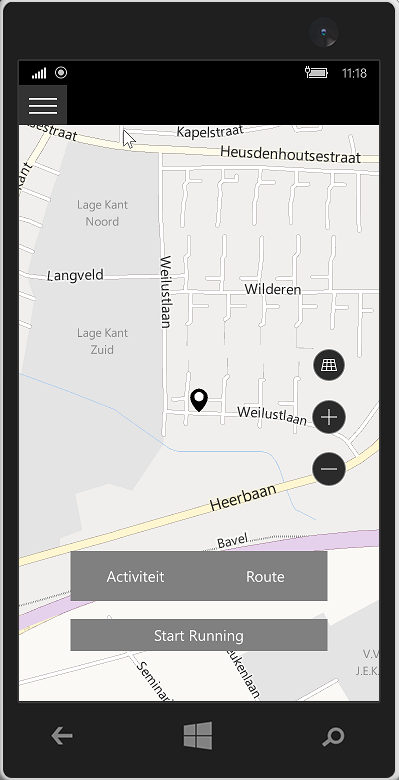 11:18
estraat
Kapelstraat
Heusdenhoutsestraat
kant
Lage Kant
Noord
Langveld
Weilustlaan
Wilderen
Lage Kant
Zuid
Weilustlaan
Heerbaan
Bavel
Activiteit
Route
Start Running
Seminar
eukenlaan
V.V
J.E.K.